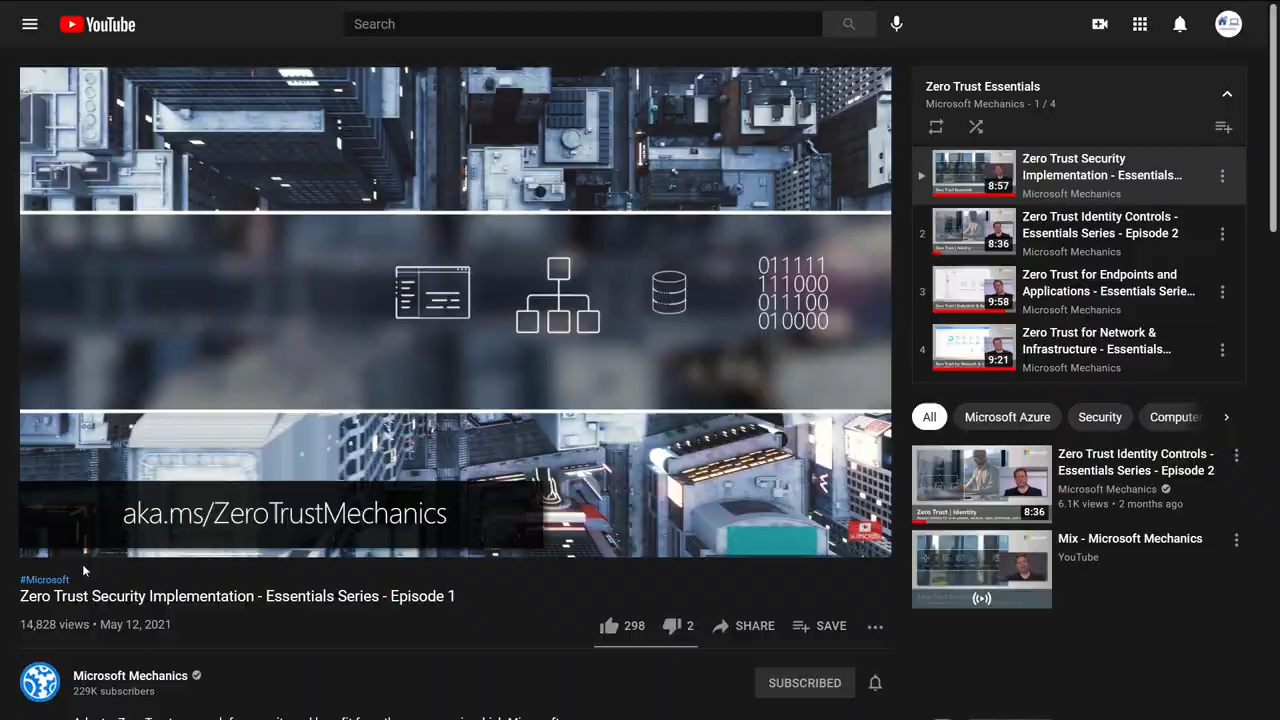 YouTube
Search
011111
111000
011100
010000
aka.ms/ZeroTrustMechanics
SUBSCRIBE
#Microsoft
Zero Trust Security Implementation - Essentials Series - Episode 1
14,828 views • May 12, 2021
298
2
SHARE
SAVE
Microsoft Mechanics
229K subscribers
SUBSCRIBED
Zero Trust Essentials
Microsoft Mechanics - 1 / 4
8:57
Zero Trust Security
Implementation - Essentials...
Microsoft Mechanics
2
8:36
Zero Trust Identity Controls -
Essentials Series - Episode 2
Microsoft Mechanics
3
9:58
Zero Trust for Endpoints and
Applications - Essentials Serie...
Microsoft Mechanics
4
9:21
Zero Trust for Network &
Infrastructure - Essentials...
Microsoft Mechanics
All
Microsoft Azure
Security
Computer
Zero Trust | Identity
8:36
Zero Trust Identity Controls -
Essentials Series - Episode 2
Microsoft Mechanics
6.1K views • 2 months ago
Mix - Microsoft Mechanics
YouTube